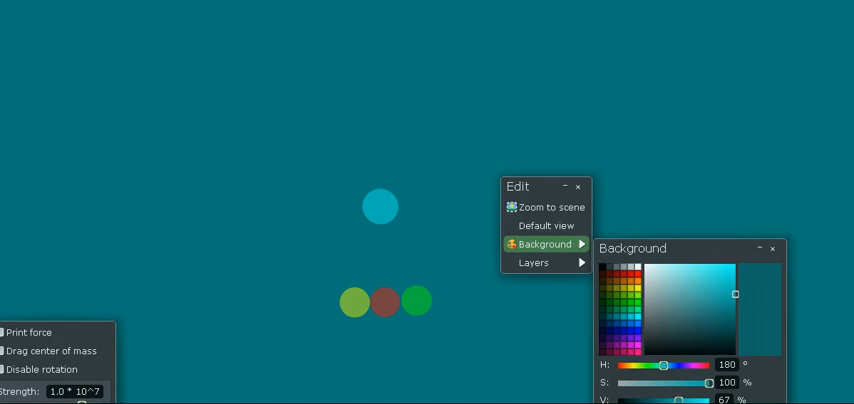 Edit
Zoom to scene
Default view
Background
Layers
Background
H: 180 °
S: 100 %
V: 67 %
Print force
Drag center of mass
Disable rotation
Strength: 1.0 * 10^7